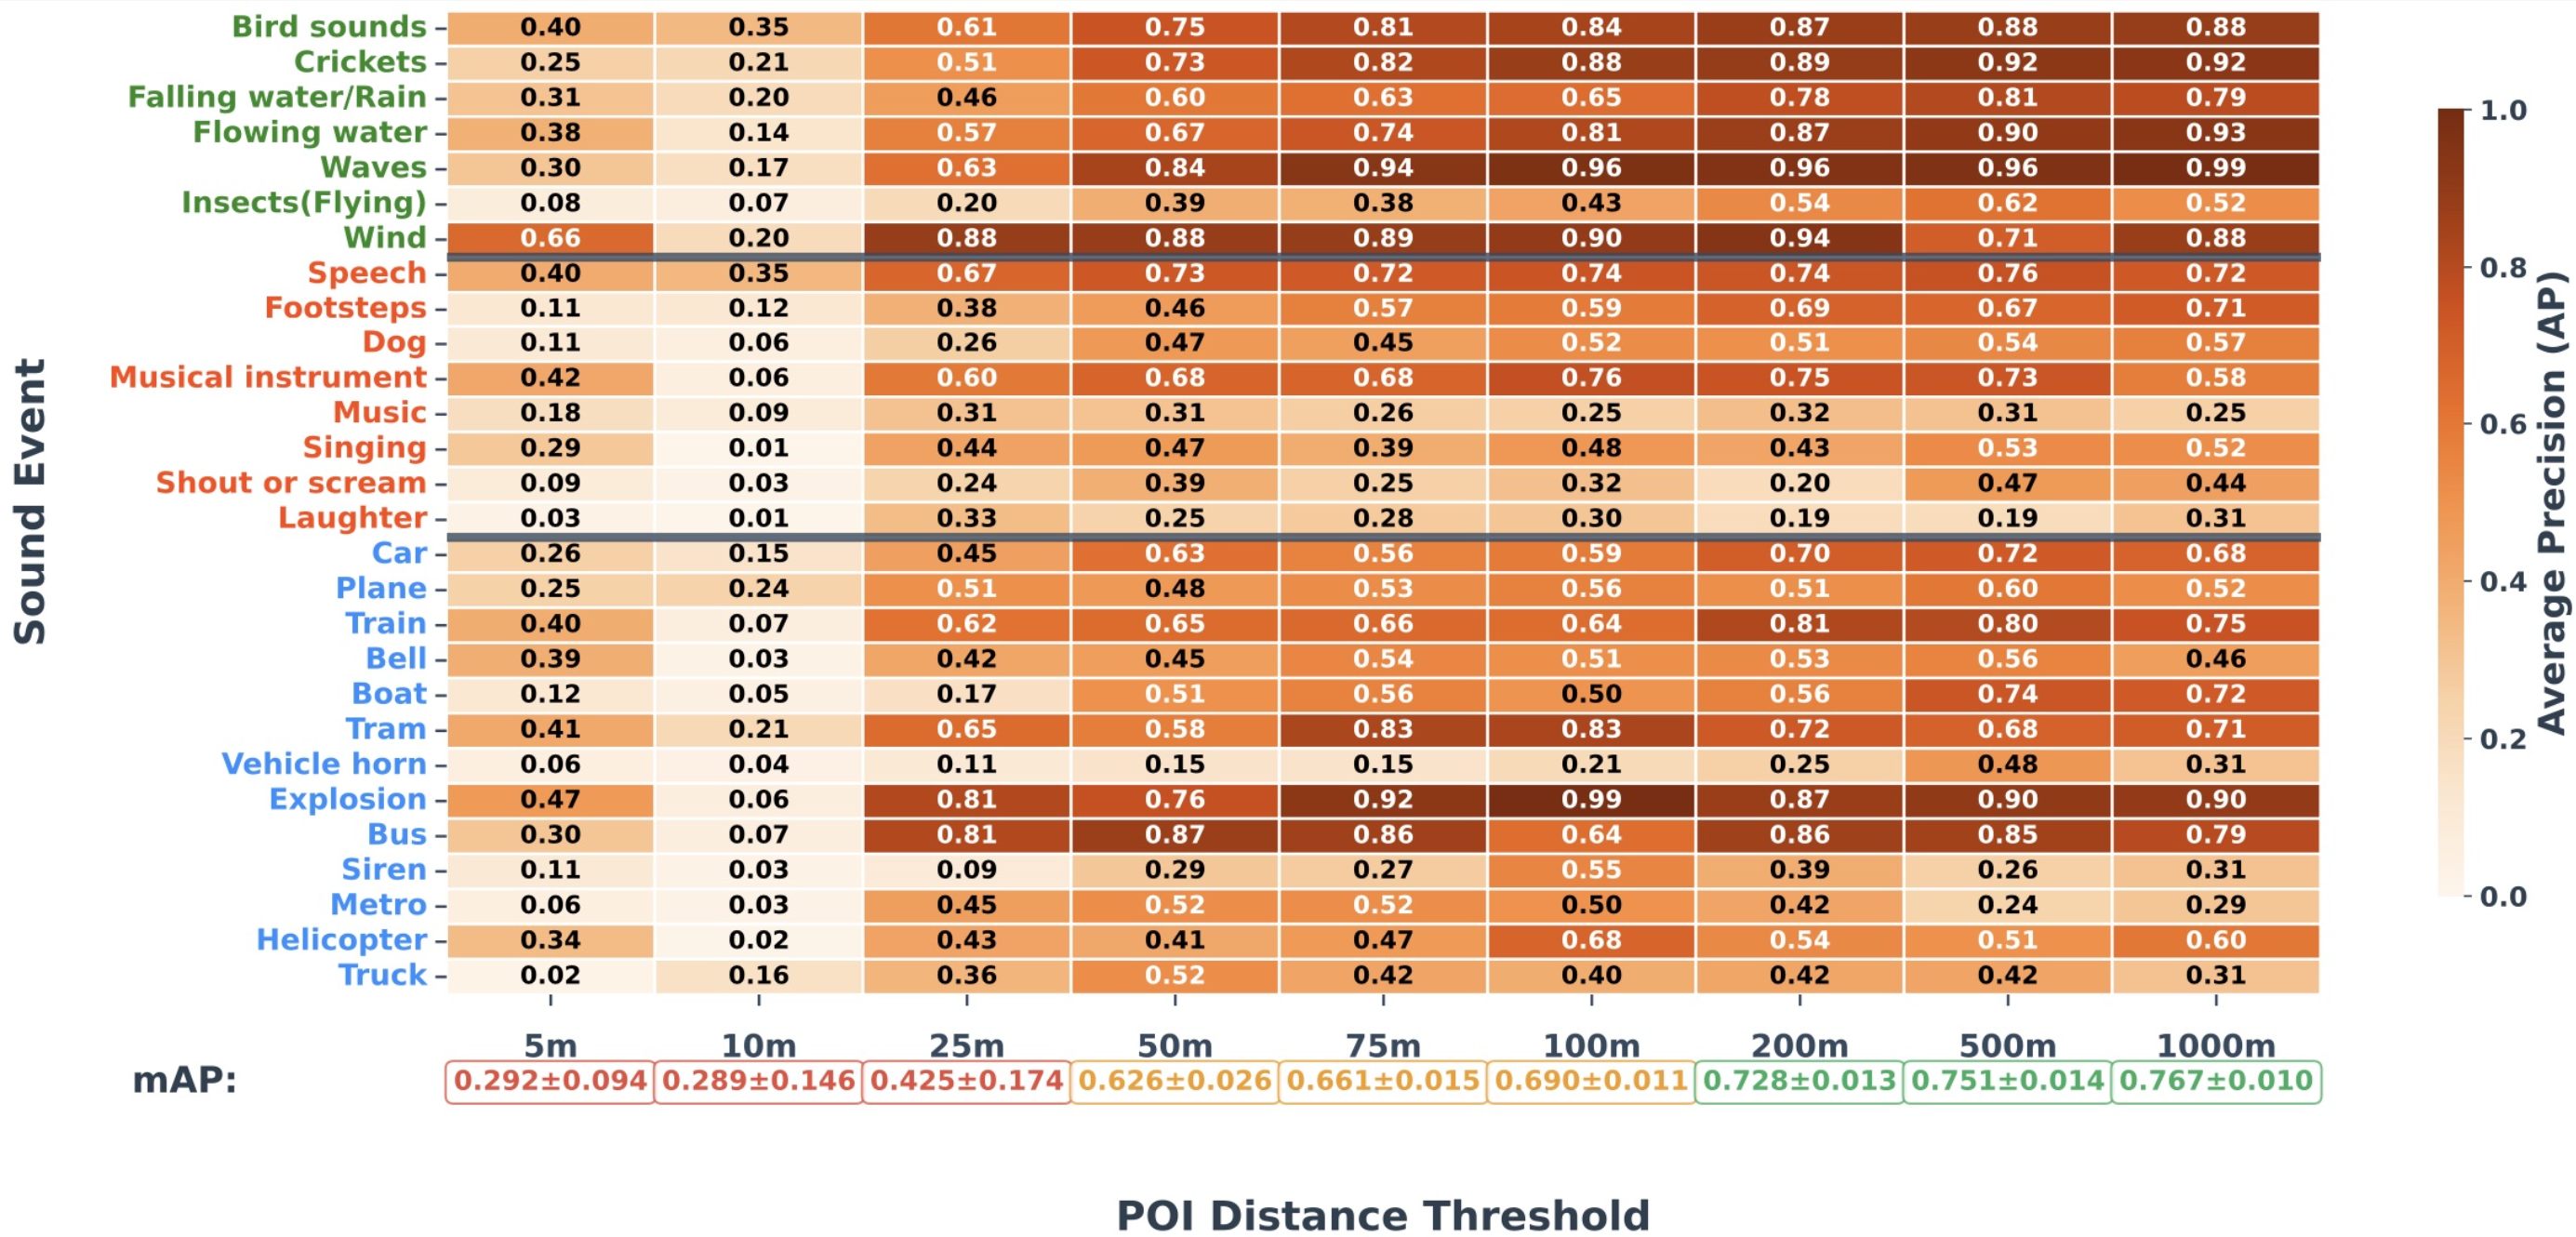 Bird sounds 0.40 0.35 0.61 0.75 0.81 0.84 0.87 0.88 0.88
Crickets 0.25 0.21 0.51 0.73 0.82 0.88 0.89 0.92 0.92
Falling water/Rain 0.31 0.20 0.46 0.60 0.63 0.65 0.78 0.81 0.79
Flowing water 0.38 0.14 0.57 0.67 0.74 0.81 0.87 0.90 0.93
Waves 0.30 0.17 0.63 0.84 0.94 0.96 0.96 0.96 0.99
Insects(Flying) 0.08 0.07 0.20 0.39 0.38 0.43 0.54 0.62 0.52
Wind 0.66 0.20 0.88 0.88 0.89 0.90 0.94 0.71 0.88
Speech 0.40 0.35 0.67 0.73 0.72 0.74 0.74 0.76 0.72
Footsteps 0.11 0.12 0.38 0.46 0.57 0.59 0.69 0.67 0.71
Dog 0.11 0.06 0.26 0.47 0.45 0.52 0.51 0.54 0.57
Musical instrument 0.42 0.06 0.60 0.68 0.68 0.76 0.75 0.73 0.58
Music 0.18 0.09 0.31 0.31 0.26 0.25 0.32 0.31 0.25
Singing 0.29 0.01 0.44 0.47 0.39 0.48 0.43 0.53 0.52
Shout or scream 0.09 0.03 0.24 0.39 0.25 0.32 0.20 0.47 0.44
Laughter 0.03 0.01 0.33 0.25 0.28 0.30 0.19 0.19 0.31
Car 0.26 0.15 0.45 0.63 0.56 0.59 0.70 0.72 0.68
Plane 0.25 0.24 0.51 0.48 0.53 0.56 0.51 0.60 0.52
Train 0.40 0.07 0.62 0.65 0.66 0.64 0.81 0.80 0.75
Bell 0.39 0.03 0.42 0.45 0.54 0.51 0.53 0.56 0.46
Boat 0.12 0.05 0.17 0.51 0.56 0.50 0.56 0.74 0.72
Tram 0.41 0.21 0.65 0.58 0.83 0.83 0.72 0.68 0.71
Vehicle horn 0.06 0.04 0.11 0.15 0.15 0.21 0.25 0.48 0.31
Explosion 0.47 0.06 0.81 0.76 0.92 0.99 0.87 0.90 0.90
Bus 0.30 0.07 0.81 0.87 0.86 0.64 0.86 0.85 0.79
Siren 0.11 0.03 0.09 0.29 0.27 0.55 0.39 0.26 0.31
Metro 0.06 0.03 0.45 0.52 0.52 0.50 0.42 0.24 0.29
Helicopter 0.34 0.02 0.43 0.41 0.47 0.68 0.54 0.51 0.60
Truck 0.02 0.16 0.36 0.52 0.42 0.40 0.42 0.42 0.31
5m 10m 25m 50m 75m 100m 200m 500m 1000m
mAP: 0.292±0.094 0.289±0.146 0.425±0.174 0.626±0.026 0.661±0.015 0.690±0.011 0.728±0.013 0.751±0.014 0.767±0.010
POI Distance Threshold
Sound Event
1.0
0.8
0.6
0.4
0.2
0.0
Average Precision (AP)